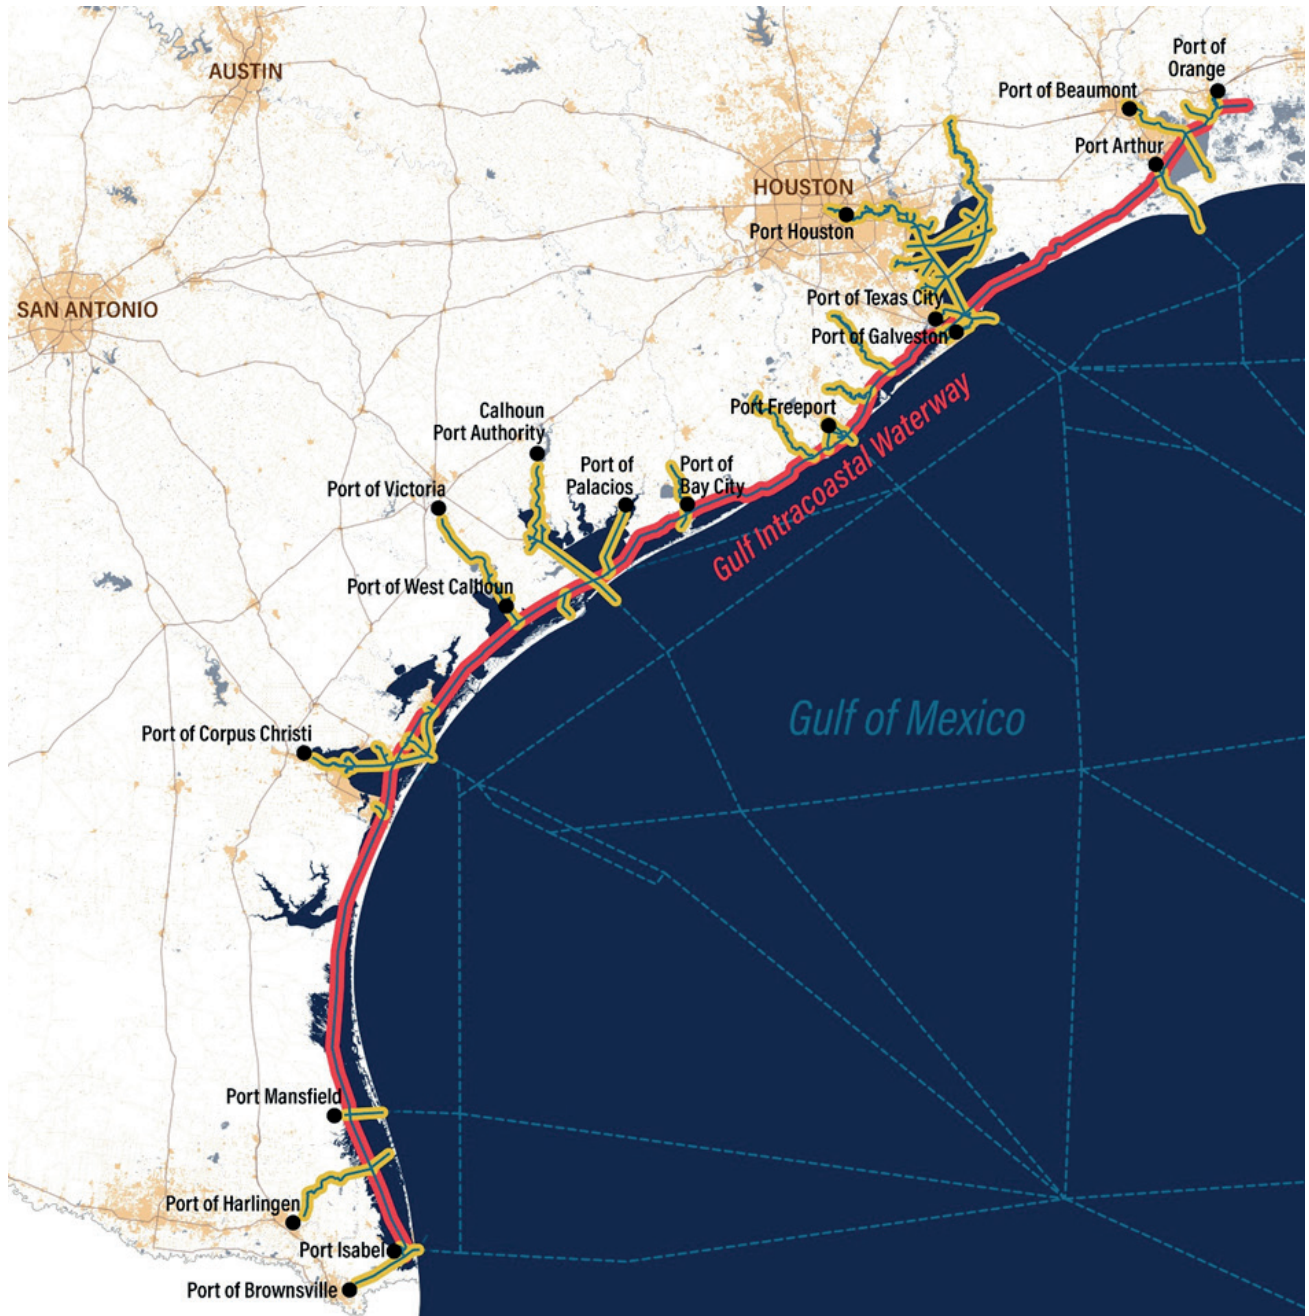 Port of
Orange
AUSTIN
Port of Beaumont
Port Arthur
HOUSTON
Port Houston
SAN ANTONIO
Port of Texas City
Port of Galveston
Gulf Intracoastal Waterway
Port Freeport
Calhoun
Port Authority
Port of
Palacios
Port of
Bay City
Port of Victoria
Port of West Calhoun
Gulf of Mexico
Port of Corpus Christi
Port Mansfield
Port of Harlingen
Port Isabel
Port of Brownsville